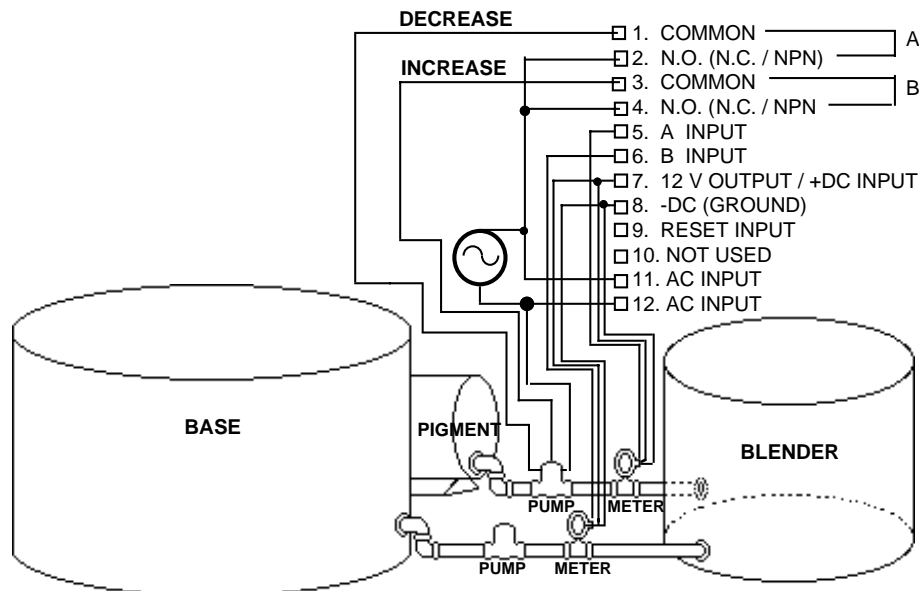 DECREASE
1. COMMON
A
2. N.O. (N.C. / NPN)
INCREASE
3. COMMON
B
4. N.O. (N.C. / NPN
5. A INPUT
6. B INPUT
7. 12 V OUTPUT / +DC INPUT
8. -DC (GROUND)
9. RESET INPUT
10. NOT USED
11. AC INPUT
12. AC INPUT
BASE
PIGMENT
BLENDER
PUMP
METER
PUMP
METER